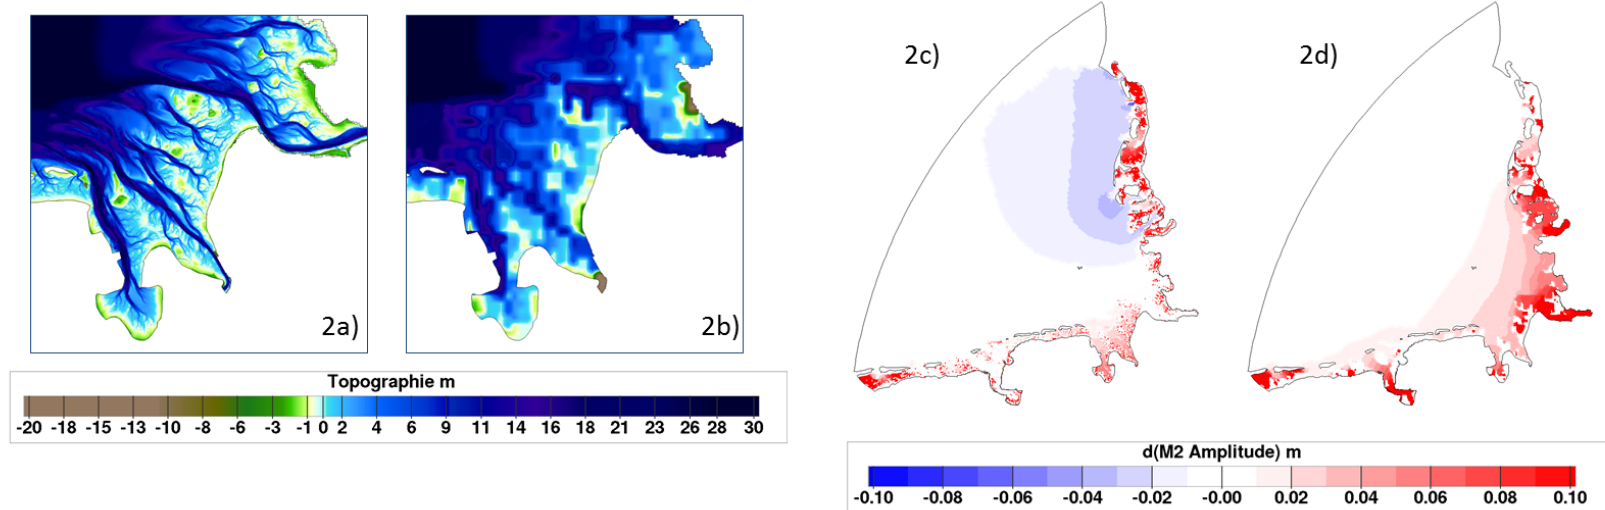 2a)
2b)
Topographie m
-20 -18 -15 -13 -10 -8 -6 -3 -1 0 2 4 6 9 11 14 16 18 21 23 26 28 30
2c)
2d)
d(M2 Amplitude) m
-0.10 -0.08 -0.06 -0.04 -0.02 -0.00 0.02 0.04 0.06 0.08 0.10